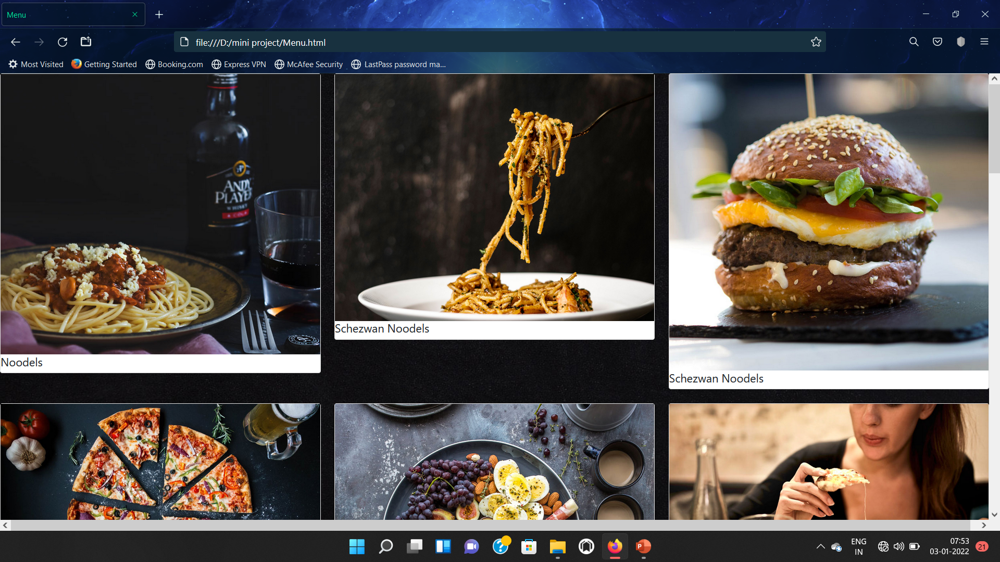 Menu
file:///D:/mini project/Menu.html
Most Visited
Getting Started
Booking.com
Express VPN
McAfee Security
LastPass password ma...
ANDY
PLAYER
WHISKY
Noodels
Schezwan Noodels
Schezwan Noodels
ENG
IN
07:53
03-01-2022
21